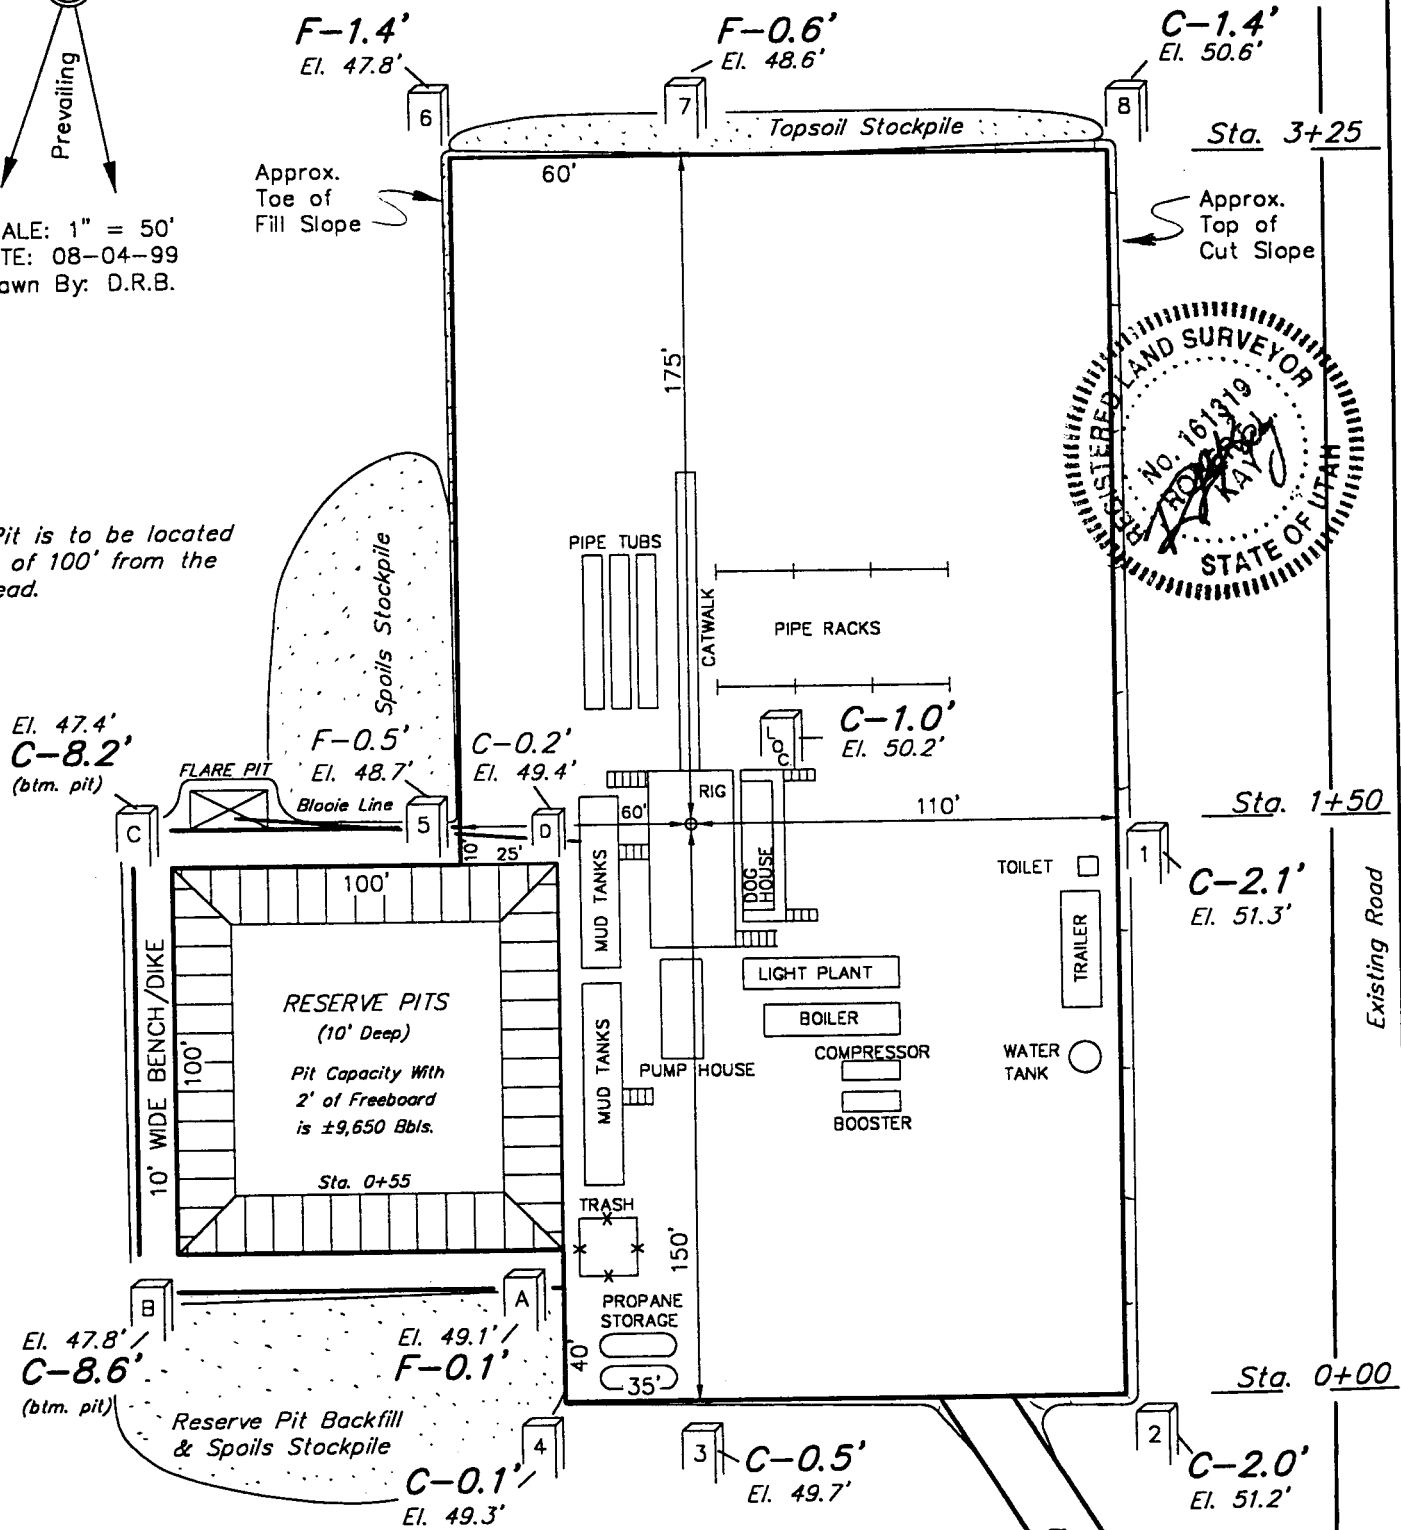 F-1.4'
El. 47.8'
F-0.6'
El. 48.6'
C-1.4'
El. 50.6'
6
7
8
Prevailing
Topsoil Stockpile
Sta. 3+25
60'
Approx.
Toe of
Fill Slope
Approx.
Top of
Cut Slope
ALE: 1" = 50'
TE: 08-04-99
awn By: D.R.B.
175'
REGISTERED LAND SURVEYOR
No. 161319
KAY
STATE OF UTAH
Pit is to be located
of 100' from the
ead.
Spoils Stockpile
PIPE TUBS
CATWALK
PIPE RACKS
El. 47.4'
C-8.2'
(btm. pit)
FLARE PIT
Blooie Line
F-0.5'
El. 48.7'
C-0.2'
El. 49.4'
LOC
C-1.0'
El. 50.2'
RIG
C
5
D
60'
110'
Sta. 1+50
10'
25'
1
C-2.1'
El. 51.3'
100'
MUD TANKS
DOG HOUSE
TOILET
TRAILER
Existing Road
10' WIDE BENCH/DIKE
100'
RESERVE PITS
(10' Deep)
Pit Capacity With
2' of Freeboard
is ±9,650 Bbls.
Sta. 0+55
LIGHT PLANT
BOILER
MUD TANKS
PUMP HOUSE
COMPRESSOR
BOOSTER
WATER
TANK
TRASH
150'
B
A
PROPANE
STORAGE
El. 47.8'
C-8.6'
(btm. pit)
El. 49.1'
F-0.1'
40'
35'
Sta. 0+00
Reserve Pit Backfill
& Spoils Stockpile
4
C-0.1'
El. 49.3'
3
C-0.5'
El. 49.7'
2
C-2.0'
El. 51.2'